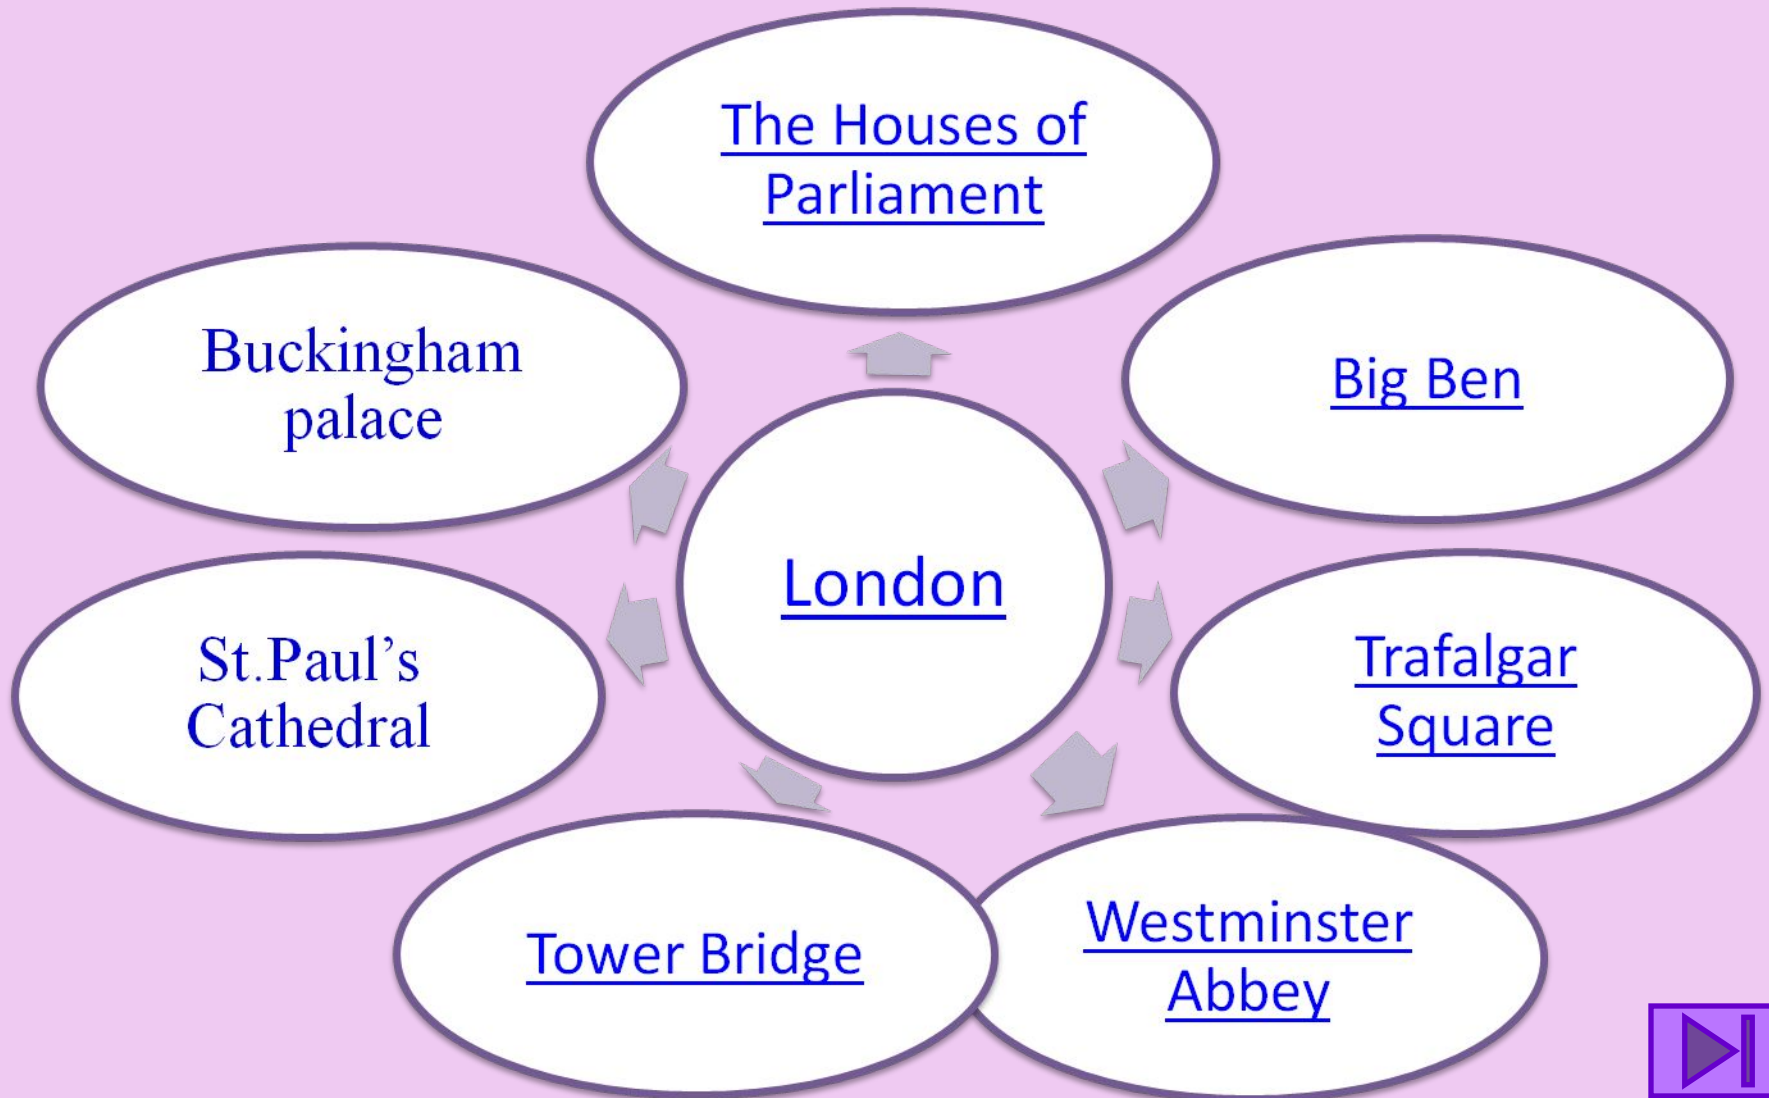 The Houses of
Parliament
Buckingham
palace
Big Ben
London
St.Paul’s
Cathedral
Trafalgar
Square
Tower Bridge
Westminster
Abbey